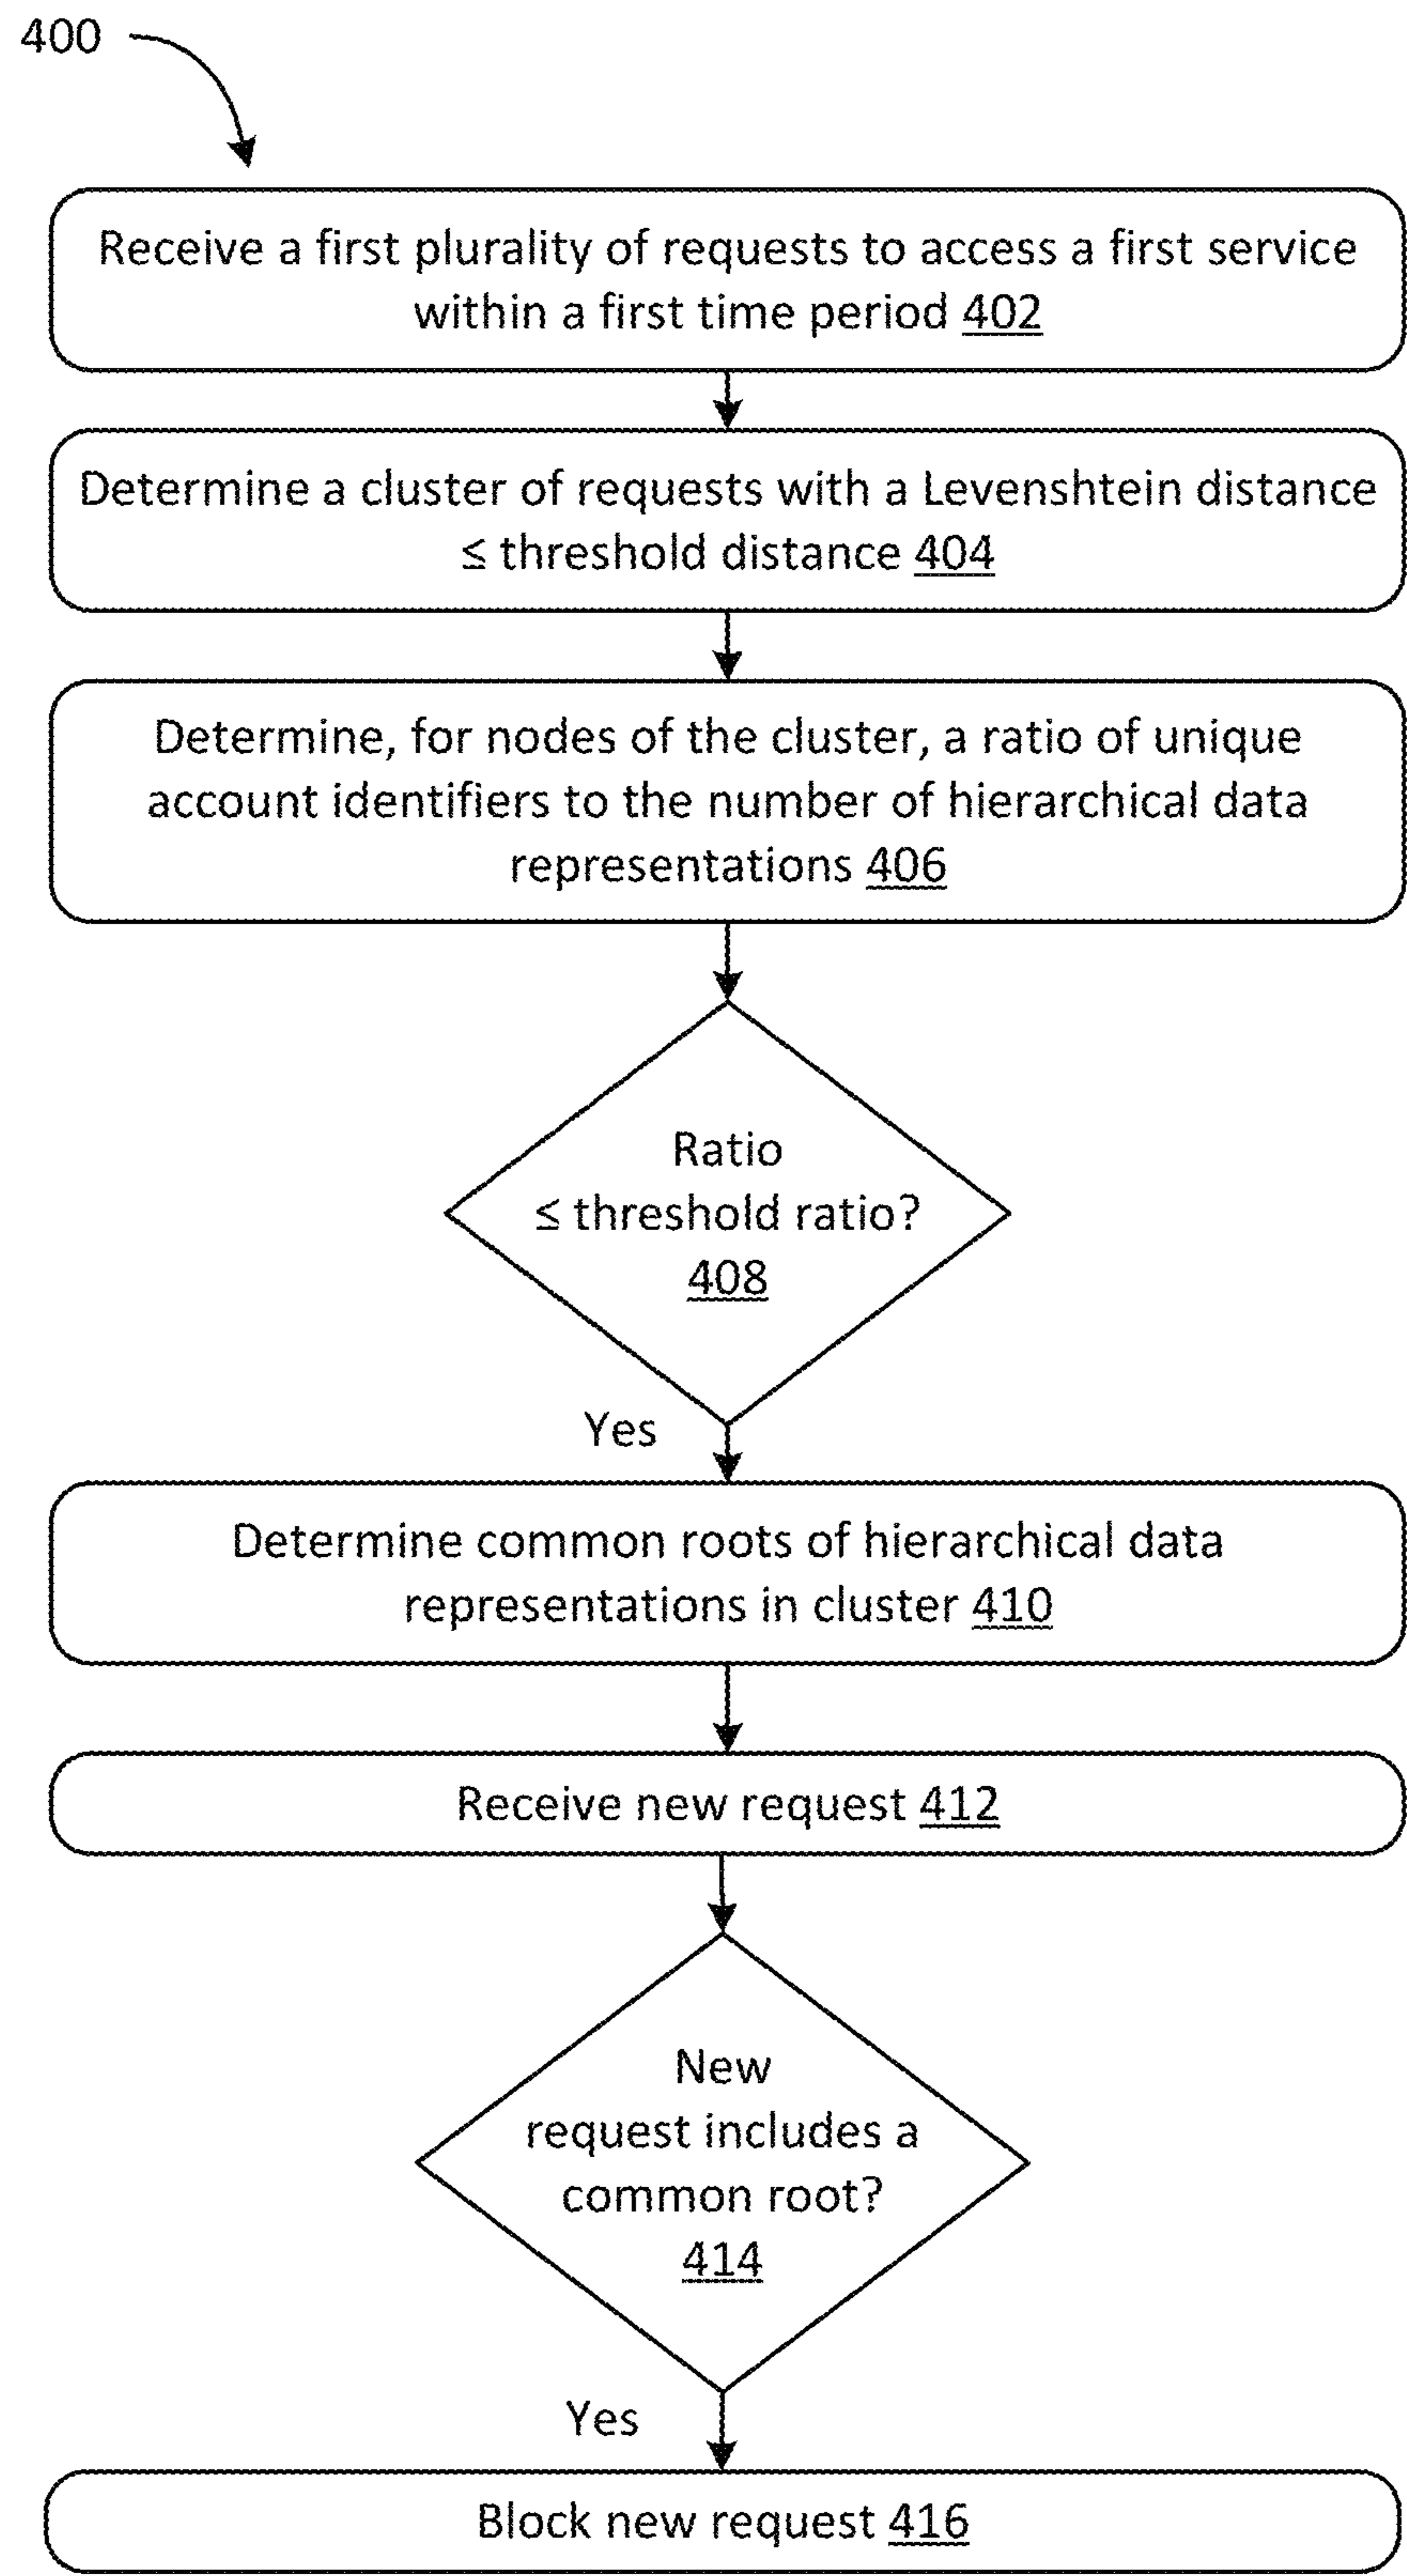 400
Receive a first plurality of requests to access a first service
within a first time period 402
Determine a cluster of requests with a Levenshtein distance
≤ threshold distance 404
Determine, for nodes of the cluster, a ratio of unique
account identifiers to the number of hierarchical data
representations 406
Ratio
≤ threshold ratio?
408
Yes
Determine common roots of hierarchical data
representations in cluster 410
Receive new request 412
New
request includes a
common root?
414
Yes
Block new request 416